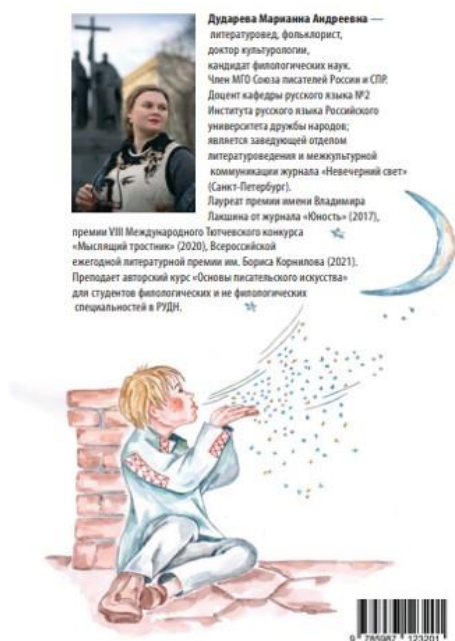 Дударева Марианна Андреевна —
литературовед, фольклорист,
доктор культурологии,
кандидат филологических наук.
Член МГО Союза писателей России и СПР.
Доцент кафедры русского языка №2
Института русского языка Российского
университета дружбы народов;
является заведующей отделом
литературоведения и межкультурной
коммуникации журнала «Невечерний свет»
(Санкт-Петербург).
Лауреат премии имени Владимира
Лакшина от журнала «Юность» (2017),
премии VIII Международного Тютчевского конкурса
«Мыслящий тростник» (2020), Всероссийской
ежегодной литературной премии им. Бориса Корнилова (2021).
Преподает авторский курс «Основы писательского искусства»
для студентов филологических и не филологических
специальностей в РУДН.
9 785987 123201